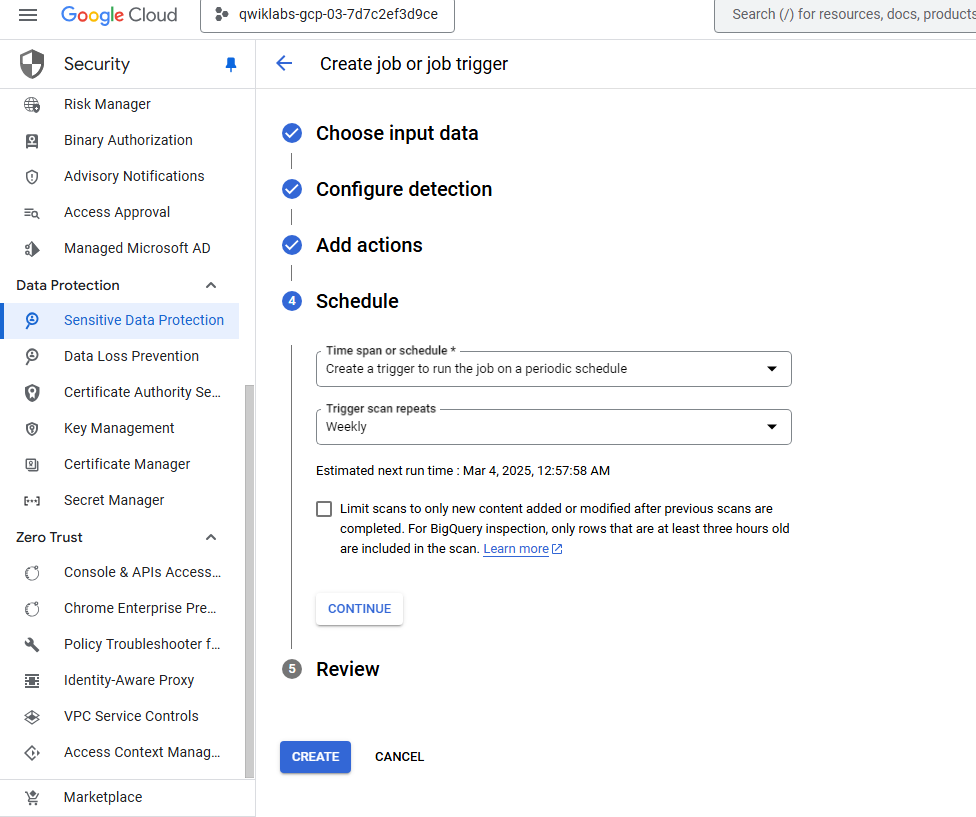 Google Cloud
qwiklabs-gcp-03-7d7c2ef3d9ce
Search (/) for resources, docs, products
Security
Create job or job trigger
Risk Manager
Binary Authorization
Advisory Notifications
Access Approval
Managed Microsoft AD
Data Protection
Sensitive Data Protection
Data Loss Prevention
Certificate Authority Se...
Key Management
Certificate Manager
Secret Manager
Zero Trust
Console & APIs Access...
Chrome Enterprise Pre...
Policy Troubleshooter f...
Identity-Aware Proxy
VPC Service Controls
Access Context Manag...
Marketplace
Choose input data
Configure detection
Add actions
4 Schedule
Time span or schedule *
Create a trigger to run the job on a periodic schedule
Trigger scan repeats
Weekly
Estimated next run time : Mar 4, 2025, 12:57:58 AM
Limit scans to only new content added or modified after previous scans are
completed. For BigQuery inspection, only rows that are at least three hours old
are included in the scan. Learn more
CONTINUE
5 Review
CREATE
CANCEL